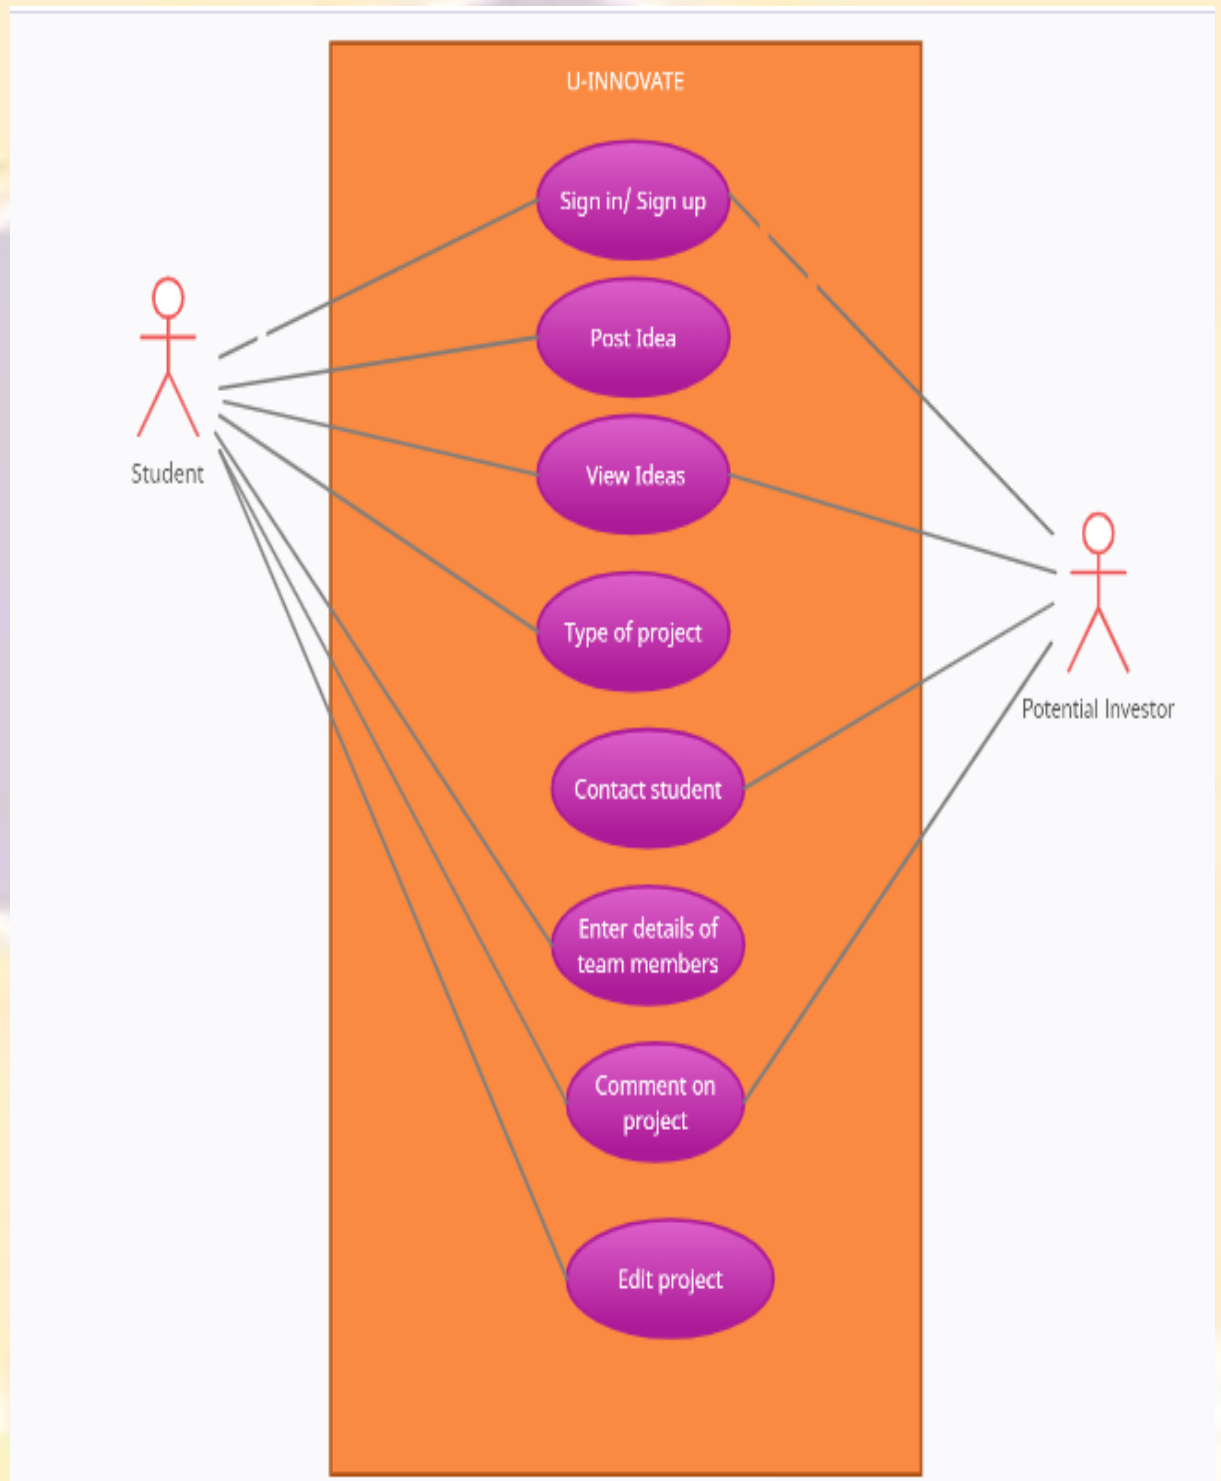 U-INNOVATE
Sign in/ Sign up
Post Idea
View Ideas
Type of project
Contact student
Enter details of
team members
Comment on
project
Edit project
Student
Potential Investor